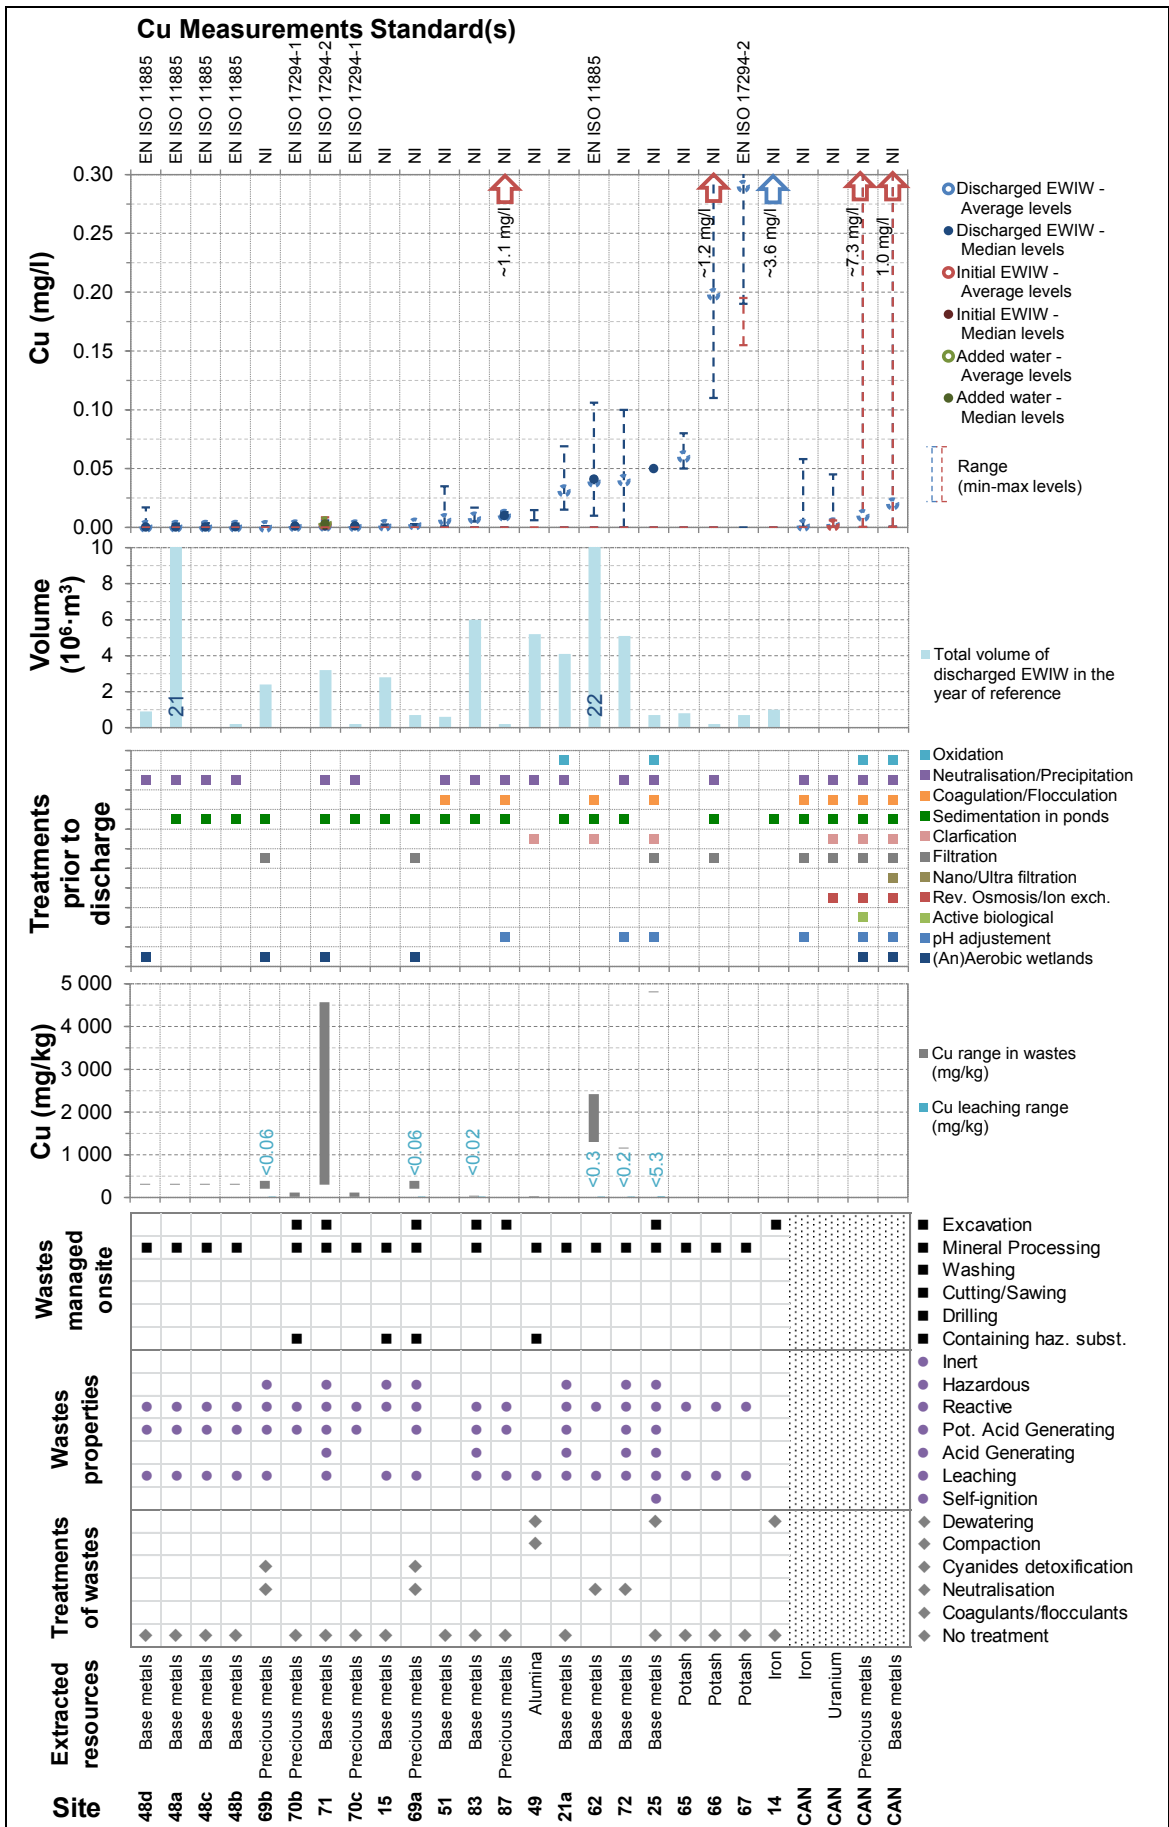 Cu Measurements Standard(s)
EN ISO 11885
EN ISO 11885
EN ISO 11885
EN ISO 11885
NI
EN ISO 17294-1
EN ISO 17294-2
EN ISO 17294-1
NI
NI
NI
NI
NI
NI
NI
EN ISO 11885
NI
NI
NI
NI
EN ISO 17294-2
NI
NI
NI
NI
NI
Cu (mg/l)
0.30
0.25
0.20
0.15
0.10
0.05
0.00
~1.1 mg/l
~1.2 mg/l
~3.6 mg/l
~7.3 mg/l
1.0 mg/l
Discharged EWIW -
Average levels
Discharged EWIW -
Median levels
Initial EWIW -
Average levels
Initial EWIW -
Median levels
Added water -
Average levels
Added water -
Median levels
Range
(min-max levels)
Volume
(10⁶·m³)
10
8
6
4
2
0
21
22
Total volume of
discharged EWIW in the
year of reference
Treatments
prior to
discharge
Oxidation
Neutralisation/Precipitation
Coagulation/Flocculation
Sedimentation in ponds
Clarfication
Filtration
Nano/Ultra filtration
Rev. Osmosis/Ion exch.
Active biological
pH adjustement
(An)Aerobic wetlands
Cu (mg/kg)
5 000
4 000
3 000
2 000
1 000
0
<0.06
<0.06
<0.02
<0.3
<0.2
<5.3
Cu range in wastes
(mg/kg)
Cu leaching range
(mg/kg)
Wastes
managed
onsite
Excavation
Mineral Processing
Washing
Cutting/Sawing
Drilling
Containing haz. subst.
Wastes
properties
Inert
Hazardous
Reactive
Pot. Acid Generating
Acid Generating
Leaching
Self-ignition
Treatments
of wastes
Dewatering
Compaction
Cyanides detoxification
Neutralisation
Coagulants/flocculants
No treatment
Extracted
resources
Base metals
Base metals
Base metals
Base metals
Precious metals
Precious metals
Base metals
Precious metals
Base metals
Precious metals
Base metals
Base metals
Precious metals
Alumina
Base metals
Base metals
Base metals
Base metals
Potash
Potash
Potash
Iron
Iron
Uranium
Precious metals
Base metals
Site
48d
48a
48c
48b
69b
70b
71
70c
15
69a
51
83
87
49
21a
62
72
25
65
66
67
14
CAN
CAN
CAN
CAN